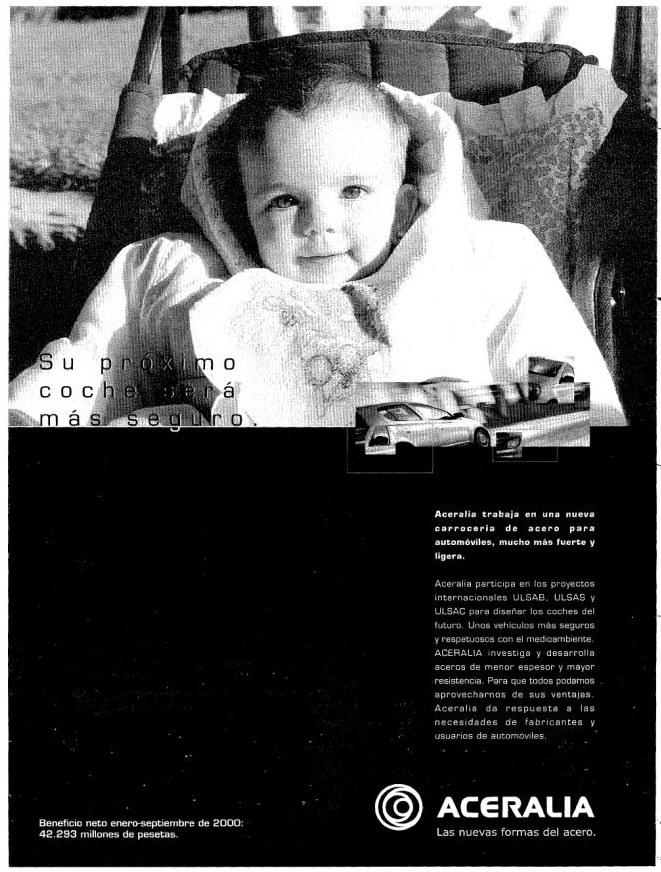 Su próximo
coche será
más seguro.
Aceralia trabaja en una nueva
carrocería de acero para
automóviles, mucho más fuerte y
ligera.
Aceralia participa en los proyectos
internacionales ULSAB, ULSAS y
ULSAC para diseñar los coches del
futuro. Unos vehículos más seguros
y respetuosos con el medioambiente.
ACERALIA investiga y desarrolla
aceros de menor espesor y mayor
resistencia. Para que todos podamos
aprovecharnos de sus ventajas.
Aceralia da respuesta a las
necesidades de fabricantes y
usuarios de automóviles.
Beneficio neto enero-septiembre de 2000:
42.293 millones de pesetas.
ACERALIA
Las nuevas formas del acero.